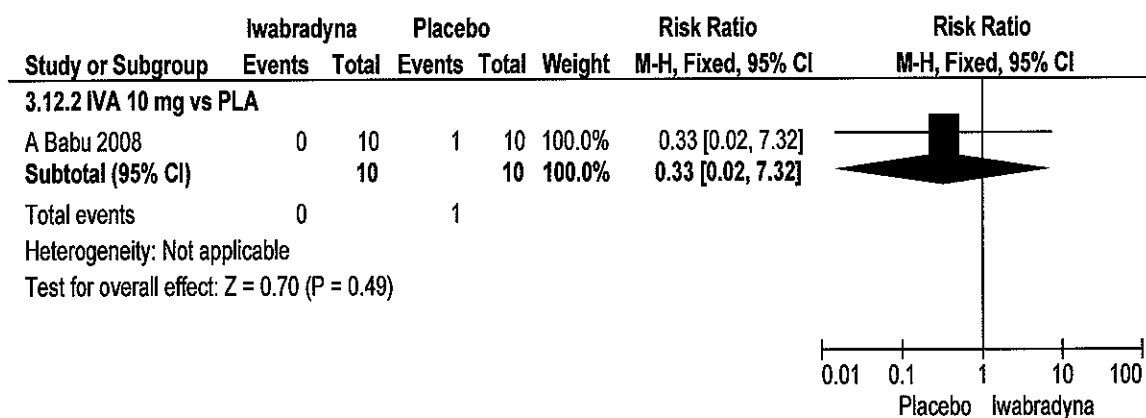 Iwabradyna Placebo Risk Ratio Risk Ratio
Study or Subgroup Events Total Events Total Weight M-H, Fixed, 95% CI M-H, Fixed, 95% CI
3.12.2 IVA 10 mg vs PLA
A Babu 2008 0 10 1 10 100.0% 0.33 [0.02, 7.32]
Subtotal (95% CI) 10 10 100.0% 0.33 [0.02, 7.32]
Total events 0 1
Heterogeneity: Not applicable
Test for overall effect: Z = 0.70 (P = 0.49)
0.01 0.1 1 10 100
Placebo Iwabradyna